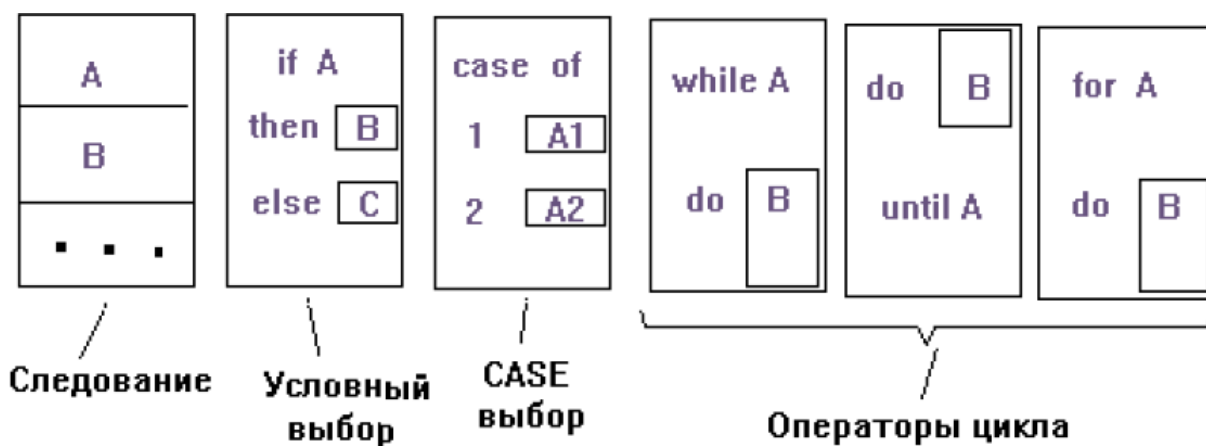 A
B
. . .
if A
then B
else C
case of
1 A1
2 A2
while A
do B
do B
until A
for A
do B
Следование
Условный
выбор
CASE
выбор
Операторы цикла